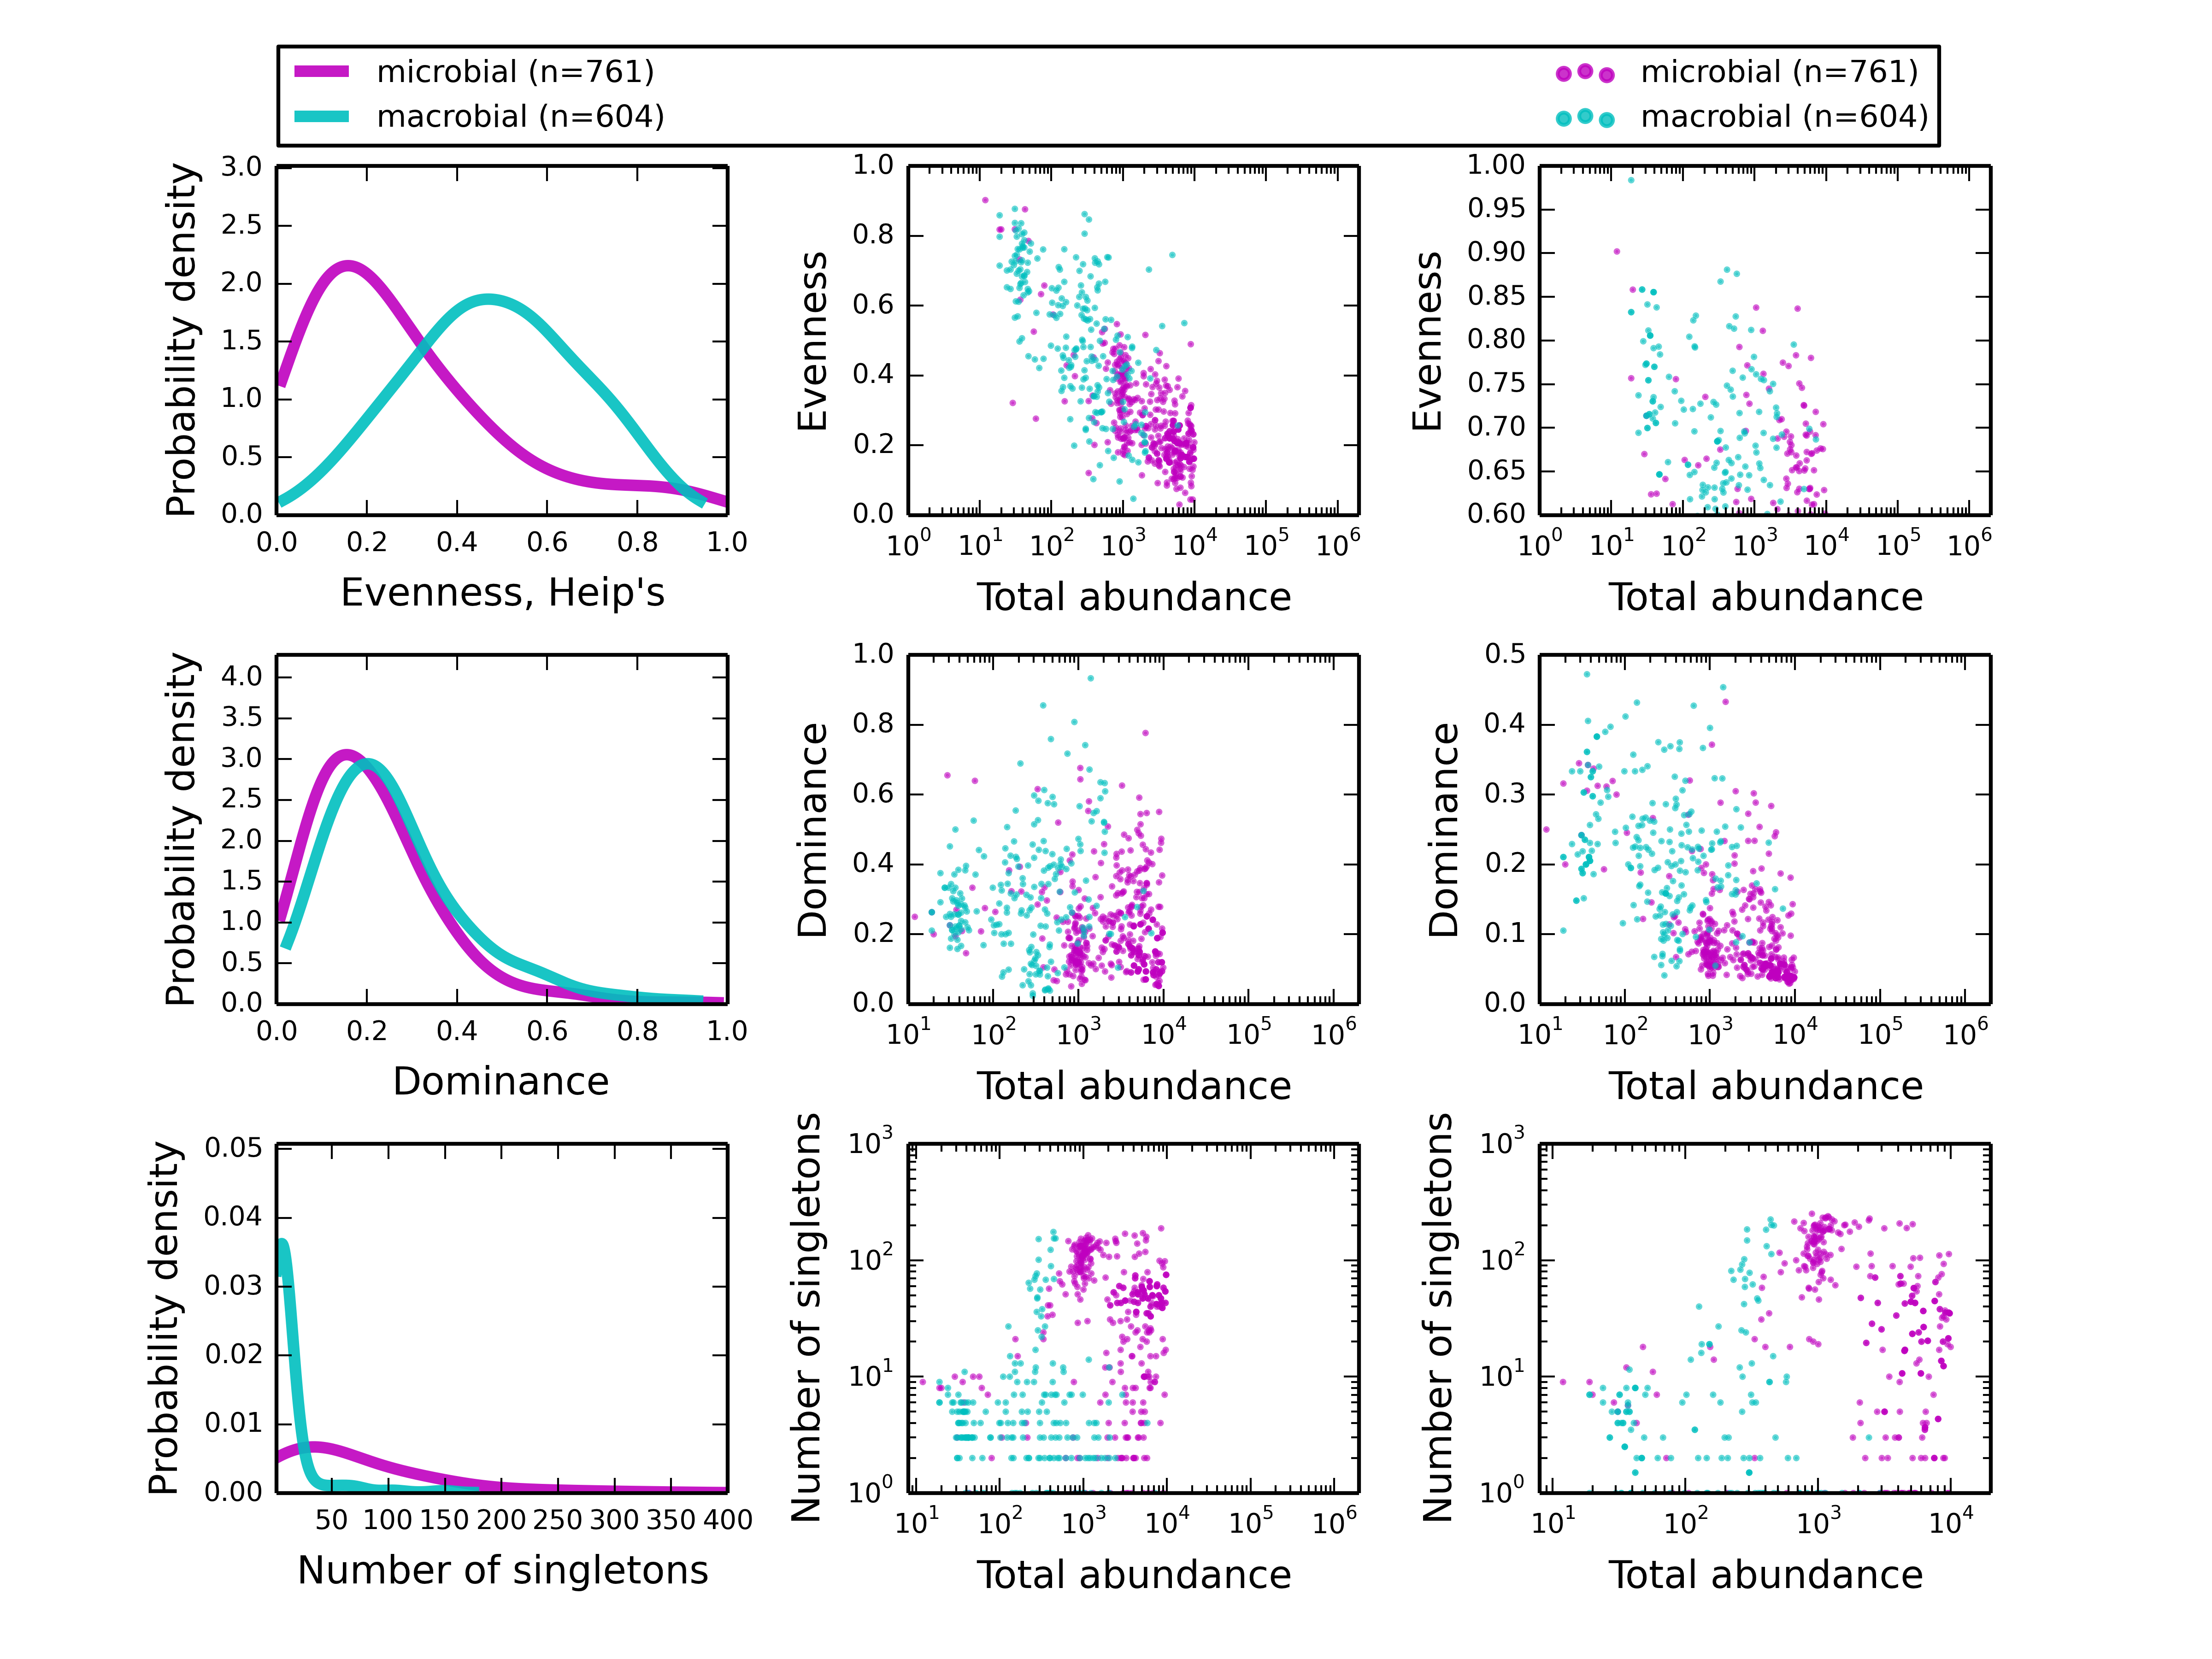 microbial (n=761)
macrobial (n=604)
microbial (n=761)
macrobial (n=604)
Probability density
3.0
2.5
2.0
1.5
1.0
0.5
0.0
0.0 0.2 0.4 0.6 0.8 1.0
Evenness, Heip's
Evenness
1.0
0.8
0.6
0.4
0.2
0.0
10^0 10^1 10^2 10^3 10^4 10^5 10^6
Total abundance
Evenness
1.00
0.95
0.90
0.85
0.80
0.75
0.70
0.65
0.60
10^0 10^1 10^2 10^3 10^4 10^5 10^6
Total abundance
Probability density
4.0
3.5
3.0
2.5
2.0
1.5
1.0
0.5
0.0
0.0 0.2 0.4 0.6 0.8 1.0
Dominance
Dominance
1.0
0.8
0.6
0.4
0.2
0.0
10^1 10^2 10^3 10^4 10^5 10^6
Total abundance
Dominance
0.5
0.4
0.3
0.2
0.1
0.0
10^1 10^2 10^3 10^4 10^5 10^6
Total abundance
Probability density
0.05
0.04
0.03
0.02
0.01
0.00
50 100 150 200 250 300 350 400
Number of singletons
Number of singletons
10^3
10^2
10^1
10^0
10^1 10^2 10^3 10^4 10^5 10^6
Total abundance
Number of singletons
10^3
10^2
10^1
10^0
10^1 10^2 10^3 10^4
Total abundance